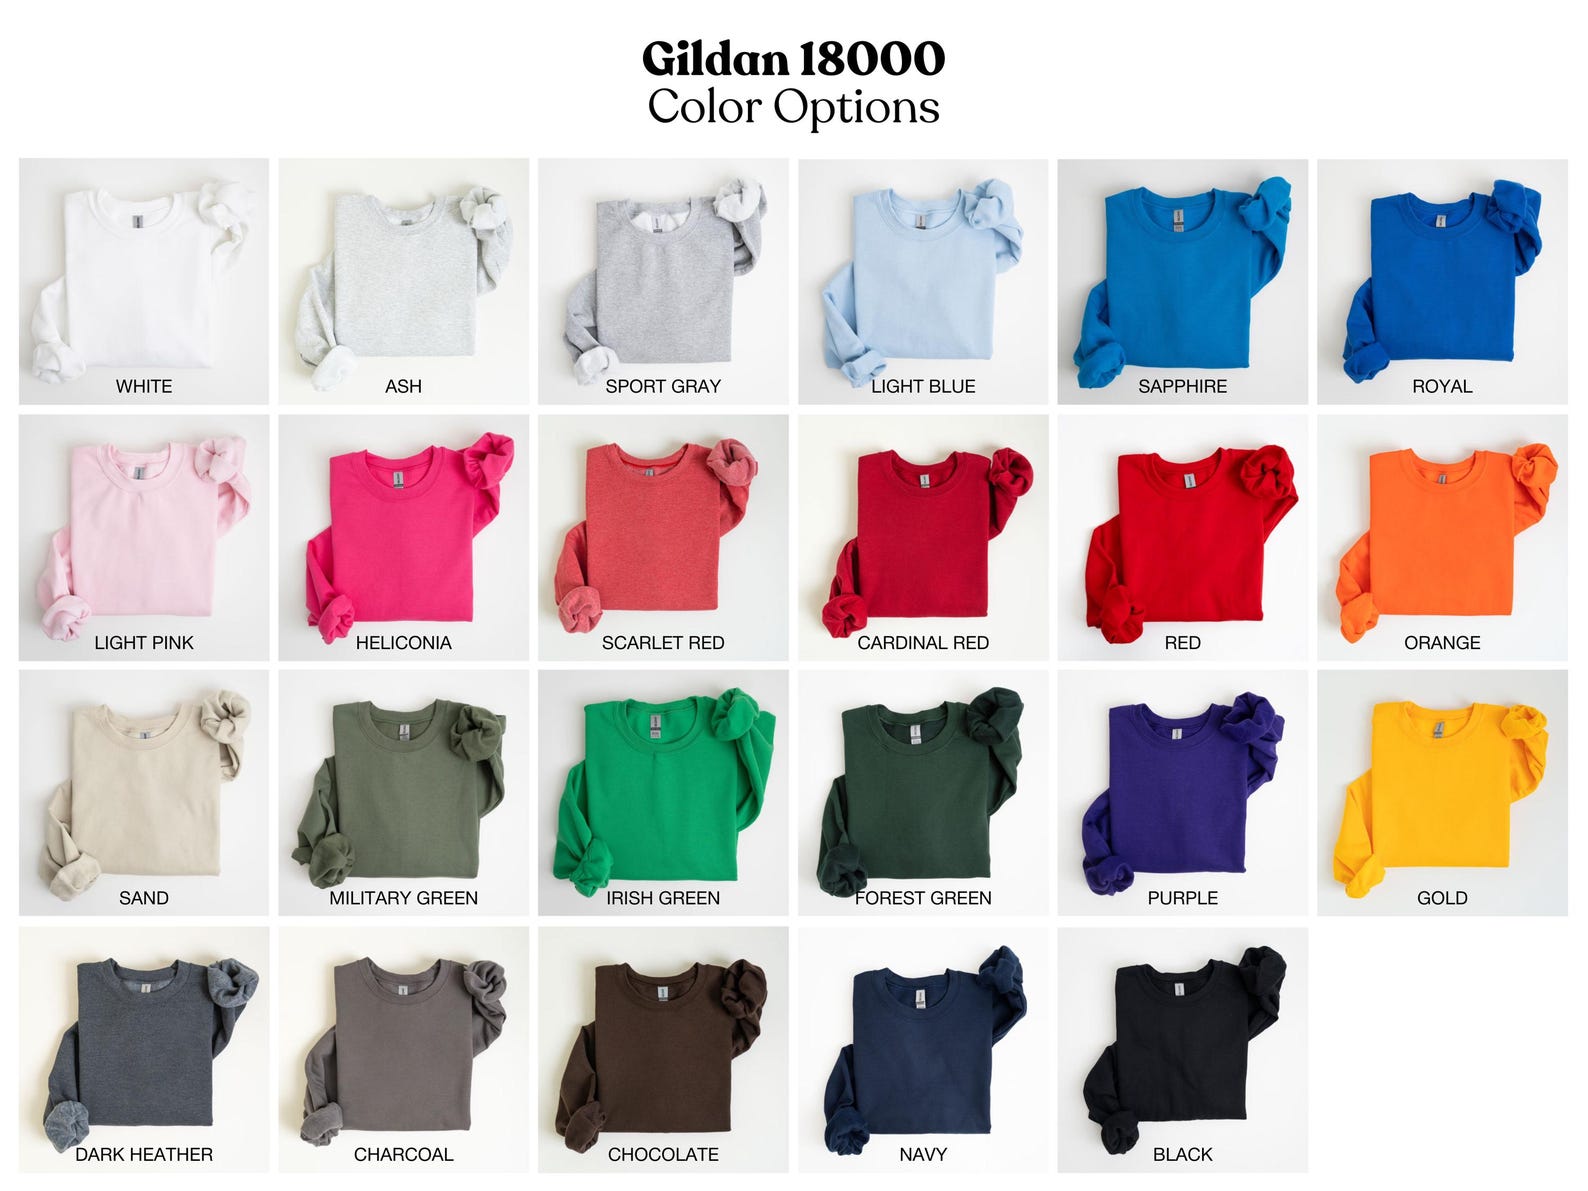 Gildan 18000
Color Options
WHITE
ASH
SPORT GRAY
LIGHT BLUE
SAPPHIRE
ROYAL
LIGHT PINK
HELICONIA
SCARLET RED
CARDINAL RED
RED
ORANGE
SAND
MILITARY GREEN
IRISH GREEN
FOREST GREEN
PURPLE
GOLD
DARK HEATHER
CHARCOAL
CHOCOLATE
NAVY
BLACK